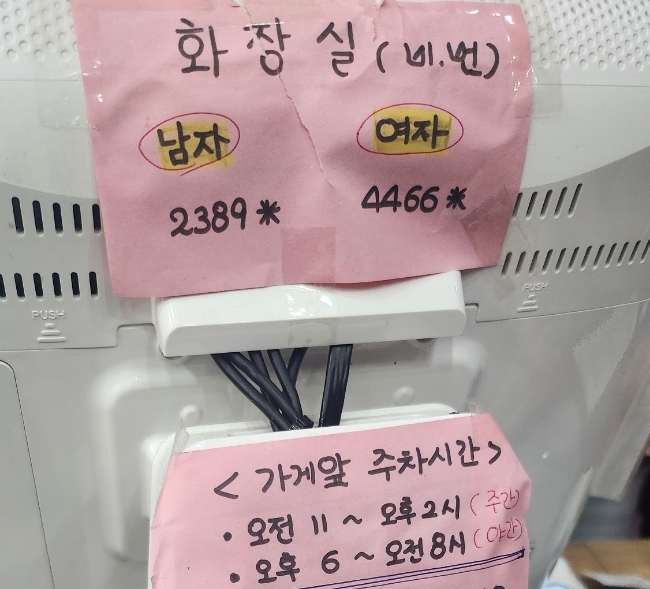 화장실 (비.번)
남자 여자
2389* 4466*
PUSH PUSH
<가게앞 주차시간>
• 오전 11 ~ 오후 2시 (주간)
• 오후 6 ~ 오전 8시 (야간)